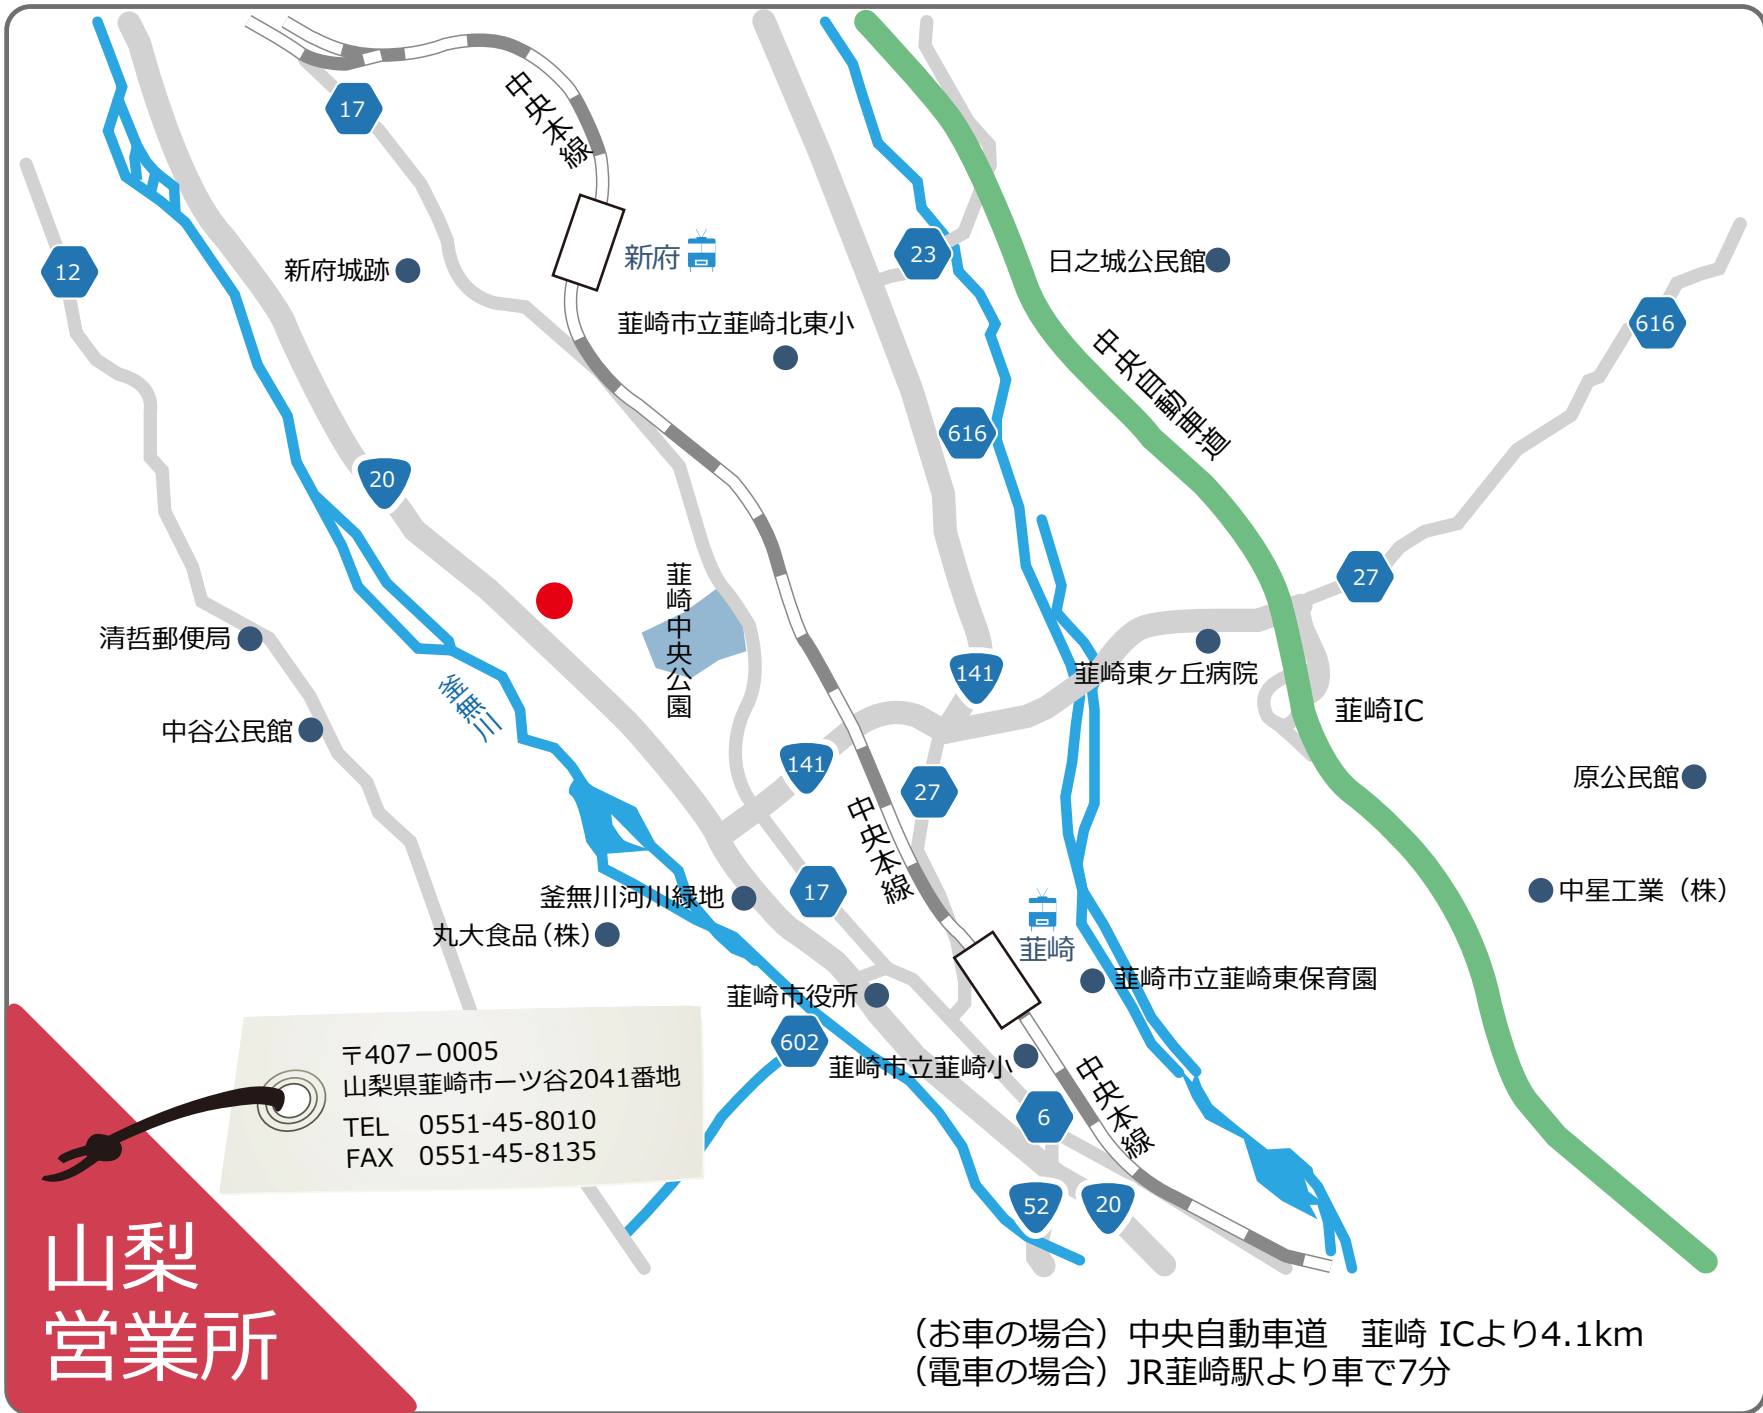 17
中央本線
12
新府城跡
新府
23
日之城公民館
韮崎市立韮崎北東小
616
中央自動車道
616
20
27
韮崎中央公園
清哲郵便局
釜無川
141
韮崎東ヶ丘病院
韮崎IC
中谷公民館
141
27
原公民館
中央本線
17
釜無川河川緑地
中星工業（株）
丸大食品（株）
韮崎
韮崎市立韮崎東保育園
韮崎市役所
602
韮崎市立韮崎小
中央本線
6
52
20
〒407－0005
山梨県韮崎市一ツ谷2041番地
TEL　0551-45-8010
FAX　0551-45-8135
山梨
営業所
（お車の場合）中央自動車道　韮崎 ICより4.1km
（電車の場合）JR韮崎駅より車で7分